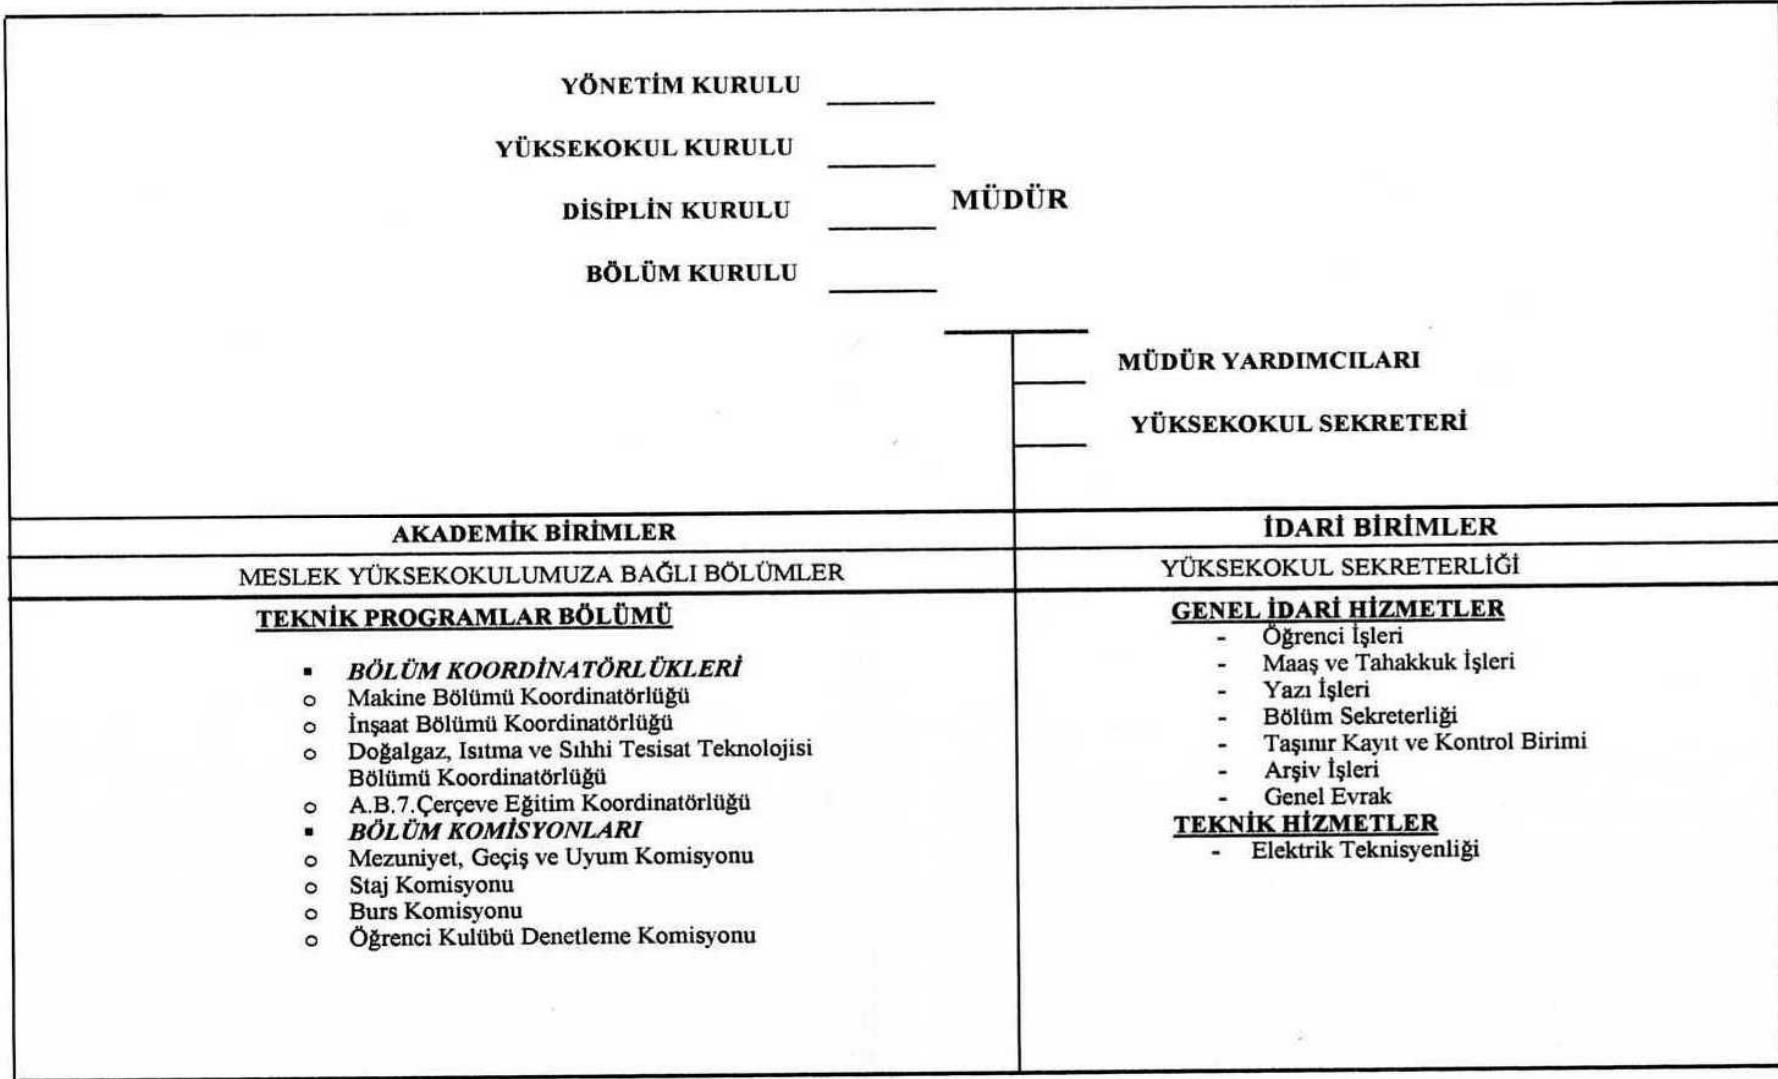 YÖNETİM KURULU
YÜKSEKOKUL KURULU
DİSİPLİN KURULU
MÜDÜR
BÖLÜM KURULU
MÜDÜR YARDIMCILARI
YÜKSEKOKUL SEKRETERİ
AKADEMİK BİRİMLER
İDARİ BİRİMLER
MESLEK YÜKSEKOKULUMUZA BAĞLI BÖLÜMLER
YÜKSEKOKUL SEKRETERLİĞİ
TEKNİK PROGRAMLAR BÖLÜMÜ
▪ BÖLÜM KOORDİNATÖRLÜKLERİ
o Makine Bölümü Koordinatörlüğü
o İnşaat Bölümü Koordinatörlüğü
o Doğalgaz, Isıtma ve Sıhhi Tesisat Teknolojisi
Bölümü Koordinatörlüğü
o A.B.7.Çerçeve Eğitim Koordinatörlüğü
▪ BÖLÜM KOMİSYONLARI
o Mezuniyet, Geçiş ve Uyum Komisyonu
o Staj Komisyonu
o Burs Komisyonu
o Öğrenci Kulübü Denetleme Komisyonu
GENEL İDARİ HİZMETLER
- Öğrenci İşleri
- Maaş ve Tahakkuk İşleri
- Yazı İşleri
- Bölüm Sekreterliği
- Taşınır Kayıt ve Kontrol Birimi
- Arşiv İşleri
- Genel Evrak
TEKNİK HİZMETLER
- Elektrik Teknisyenliği